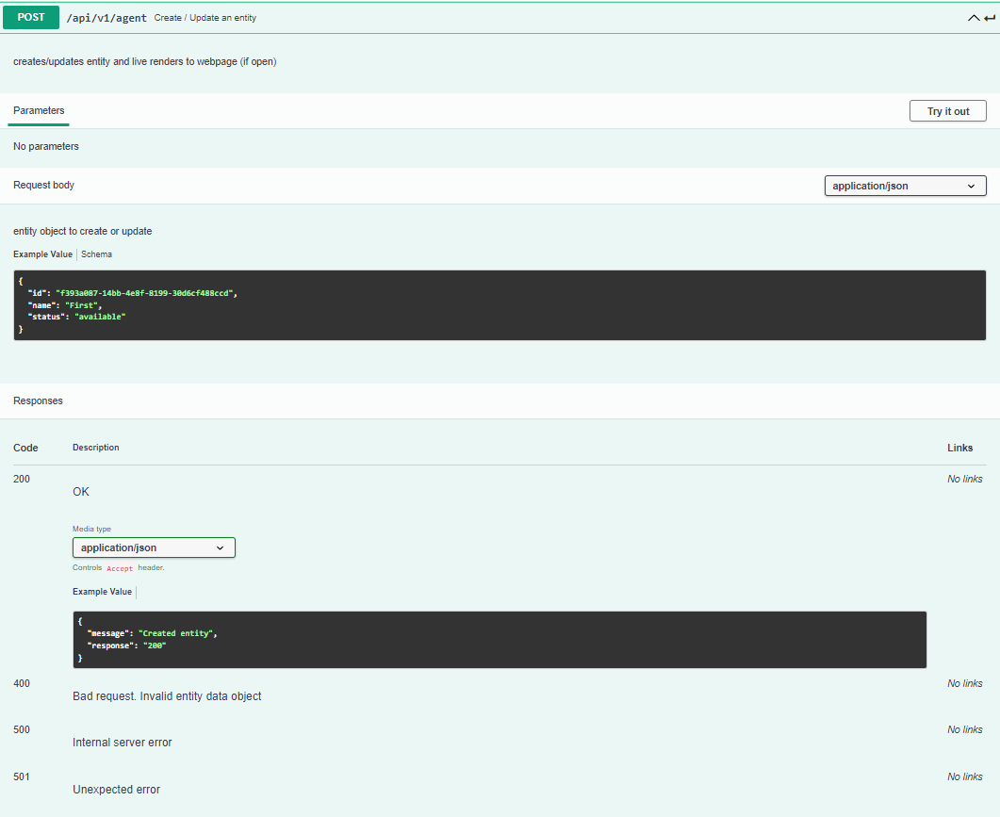 POST /api/v1/agent Create / Update an entity
creates/updates entity and live renders to webpage (if open)
Parameters Try it out
No parameters
Request body application/json
entity object to create or update
Example Value Schema
{
"id": "f393a087-14bb-4e8f-8199-30d6cf488ccd",
"name": "First",
"status": "available"
}
Responses
Code Description Links
200 No links
OK
Media type
application/json
Controls Accept header.
Example Value
{
"message": "Created entity",
"response": "200"
}
400 No links
Bad request. Invalid entity data object
500 No links
Internal server error
501 No links
Unexpected error